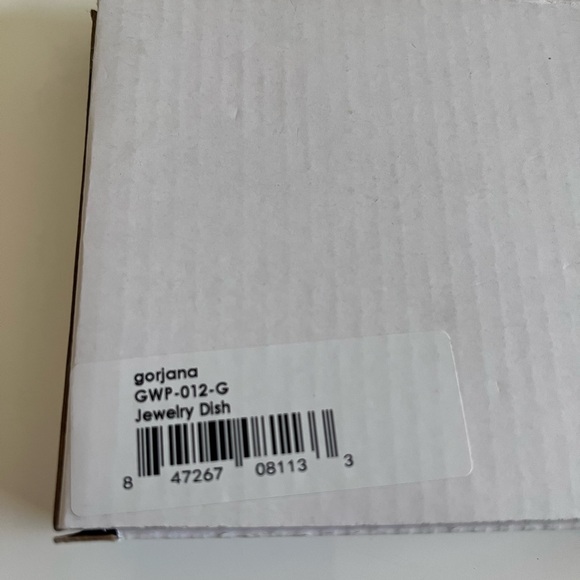 gorjana
GWP-012-G
Jewelry Dish
8 47267 08113 3